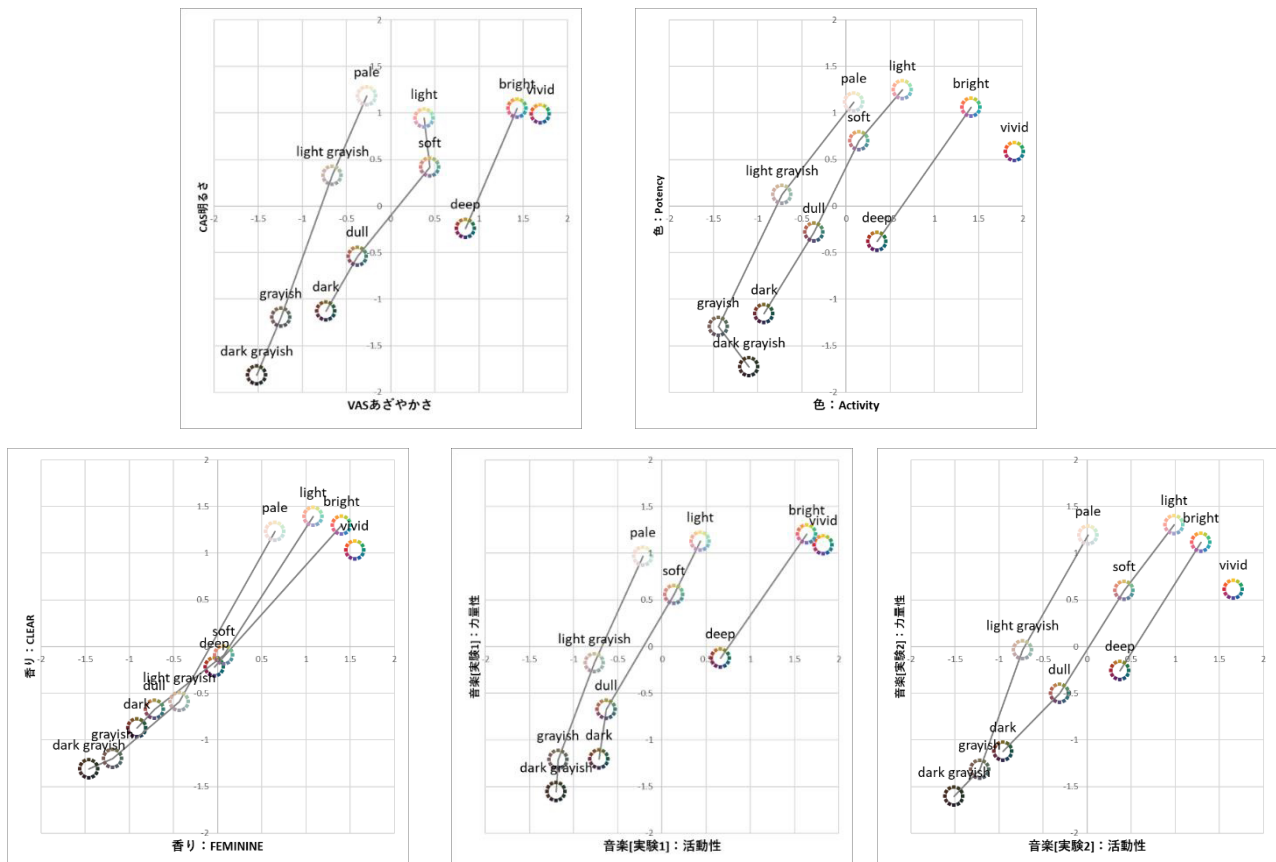 2
1.5
1
0.5
0
-0.5
-1
-1.5
-2
-2
-1.5
-1
-0.5
0
0.5
1
1.5
2
pale
light
bright
vivid
light grayish
soft
deep
dull
grayish
dark
dark grayish
CAS明るさ
VASあざやかさ
2
1.5
1
0.5
0
-0.5
-1
-1.5
-2
-2
-1.5
-1
-0.5
0
0.5
1
1.5
2
pale
light
bright
vivid
soft
light grayish
dull
deep
grayish
dark
dark grayish
色：Potency
色：Activity
2
1.5
1
0.5
0
-0.5
-1
-1.5
-2
-2
-1.5
-1
0.5
1
1.5
2
pale
light
bright
vivid
soft
deep
light grayish
dull
dark
grayish
dark grayish
香り：CLEAR
香り：FEMININE
2
1.5
1
0.5
0
-0.5
-1
-1.5
-2
-2
-1.5
-1
-0.5
0
0.5
1
1.5
2
pale
light
bright
vivid
soft
light grayish
deep
dull
grayish
dark
dark grayish
音楽[実験1]：力量性
音楽[実験1]：活動性
2
1.5
1
0.5
0
-0.5
-1
-1.5
-2
-2
-1.5
-1
-0.5
0
0.5
1
1.5
2
pale
light
bright
vivid
soft
light grayish
deep
dull
dark
grayish
dark grayish
音楽[実験2]：力量性
音楽[実験2]：活動性